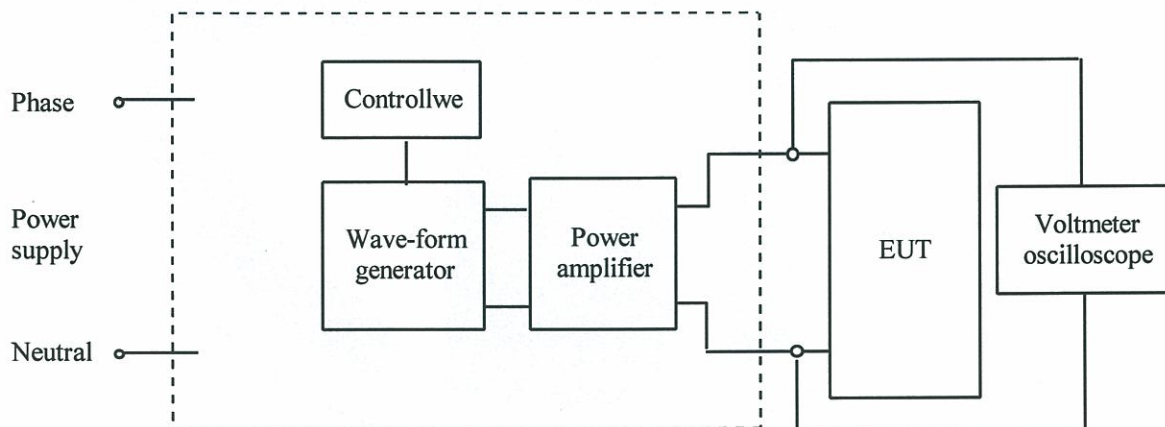 Phase
Controllwe
Power
supply
Wave-form
generator
Power
amplifier
EUT
Voltmeter
oscilloscope
Neutral